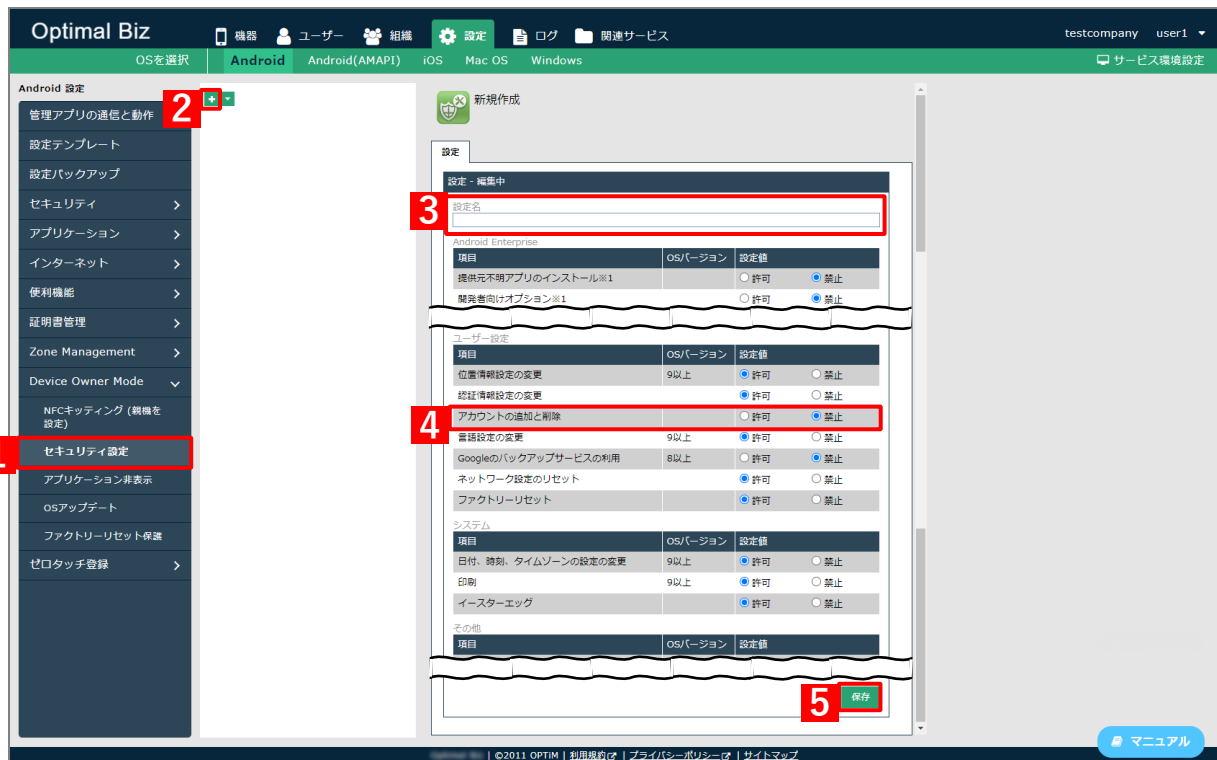 Optimal Biz
機器
ユーザー
組織
設定
ログ
関連サービス
testcompany user1
OSを選択
Android
Android(AMAPI)
iOS
Mac OS
Windows
サービス環境設定
Android 設定
管理アプリの通信と動作
設定テンプレート
設定バックアップ
セキュリティ
アプリケーション
インターネット
便利機能
証明書管理
Zone Management
Device Owner Mode
NFCキッティング (親機を
設定)
1
セキュリティ設定
アプリケーション非表示
OSアップデート
ファクトリーリセット保護
ゼロタッチ登録
2
新規作成
設定
設定 - 編集中
3
設定名
Android Enterprise
項目 OSバージョン 設定値
提供元不明アプリのインストール※1 許可 禁止
開発者向けオプション※1 許可 禁止
ユーザー設定
項目 OSバージョン 設定値
位置情報設定の変更 9以上 許可 禁止
認証情報設定の変更 許可 禁止
4
アカウントの追加と削除 許可 禁止
言語設定の変更 9以上 許可 禁止
Googleのバックアップサービスの利用 8以上 許可 禁止
ネットワーク設定のリセット 許可 禁止
ファクトリーリセット 許可 禁止
システム
項目 OSバージョン 設定値
日付、時刻、タイムゾーンの設定の変更 9以上 許可 禁止
印刷 9以上 許可 禁止
イースターエッグ 許可 禁止
その他
項目 OSバージョン 設定値
5
保存
マニュアル
| ©2011 OPTiM | 利用規約 | プライバシーポリシー | サイトマップ